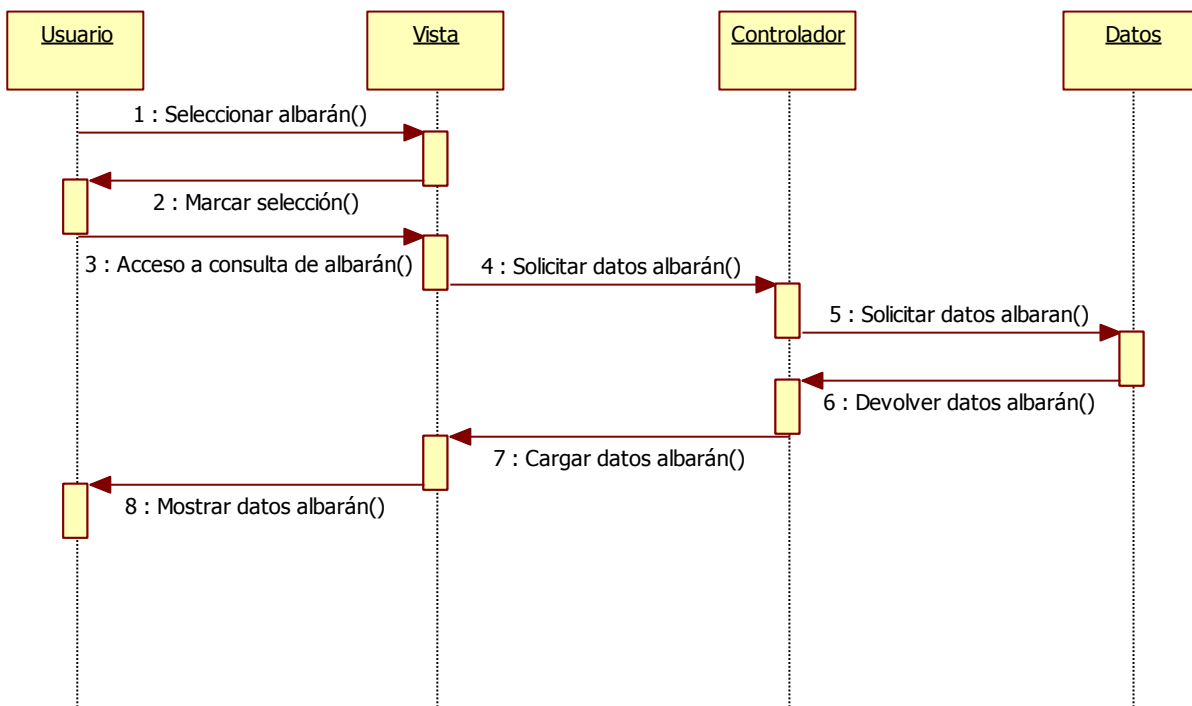 Usuario
Vista
Controlador
Datos
1 : Seleccionar albarán()
2 : Marcar selección()
3 : Acceso a consulta de albarán()
4 : Solicitar datos albarán()
5 : Solicitar datos albaran()
6 : Devolver datos albarán()
7 : Cargar datos albarán()
8 : Mostrar datos albarán()